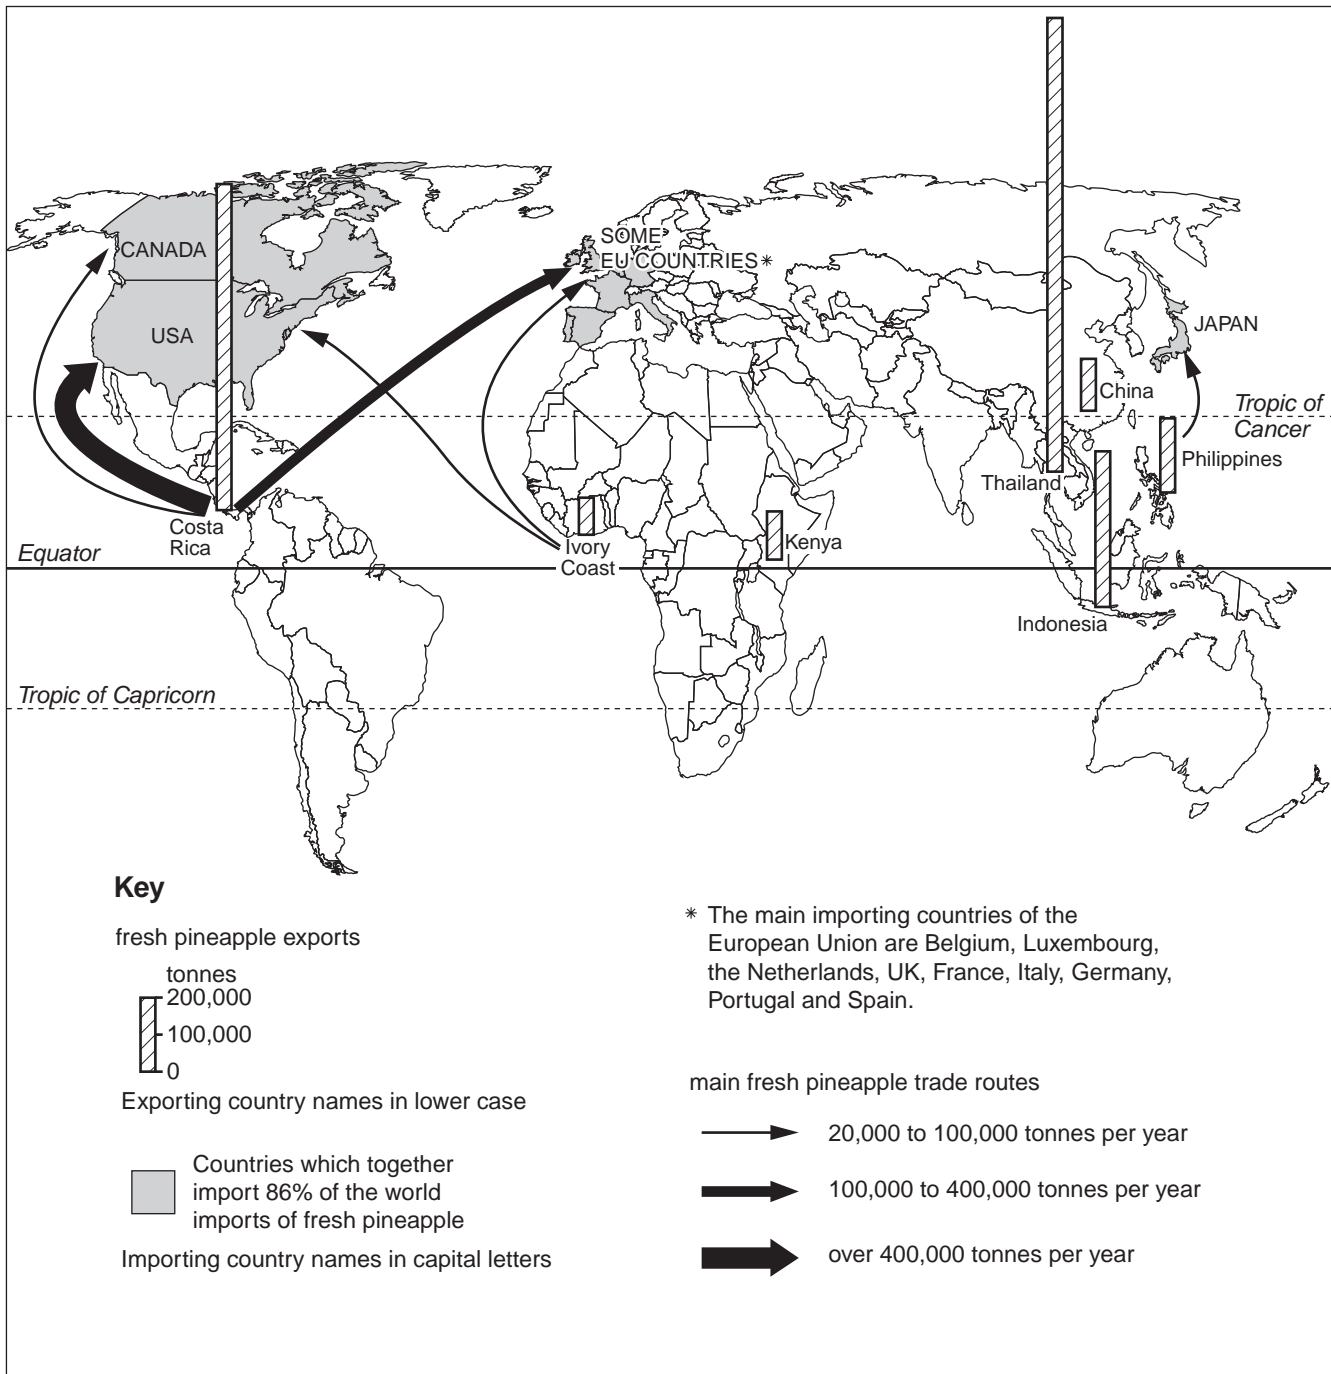 SOME
EU COUNTRIES*
CANADA
USA
JAPAN
China
Tropic of
Cancer
Philippines
Thailand
Costa
Rica
Ivory
Coast
Kenya
Equator
Indonesia
Tropic of Capricorn
Key
fresh pineapple exports
tonnes
200,000
100,000
0
Exporting country names in lower case
Countries which together
import 86% of the world
imports of fresh pineapple
Importing country names in capital letters
* The main importing countries of the
European Union are Belgium, Luxembourg,
the Netherlands, UK, France, Italy, Germany,
Portugal and Spain.
main fresh pineapple trade routes
20,000 to 100,000 tonnes per year
100,000 to 400,000 tonnes per year
over 400,000 tonnes per year